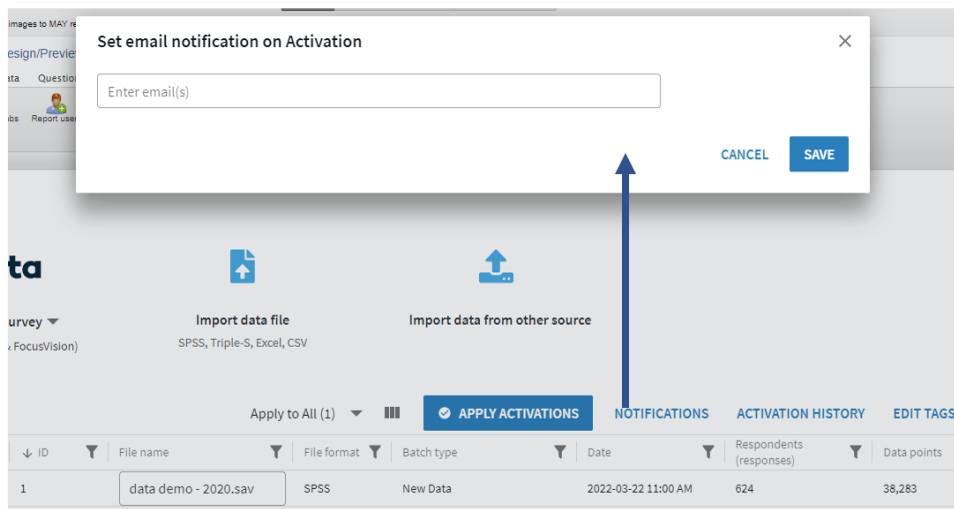 images to MAY re
Set email notification on Activation
esign/Previe
Enter email(s)
ata Questio
abs Report use
CANCEL SAVE
ta
urvey
Import data file
Import data from other source
& FocusVision)
SPSS, Triple-S, Excel, CSV
Apply to All (1) APPLY ACTIVATIONS NOTIFICATIONS ACTIVATION HISTORY EDIT TAGS
ID File name File format Batch type Date Respondents (responses) Data points
1 data demo - 2020.sav SPSS New Data 2022-03-22 11:00 AM 624 38,283